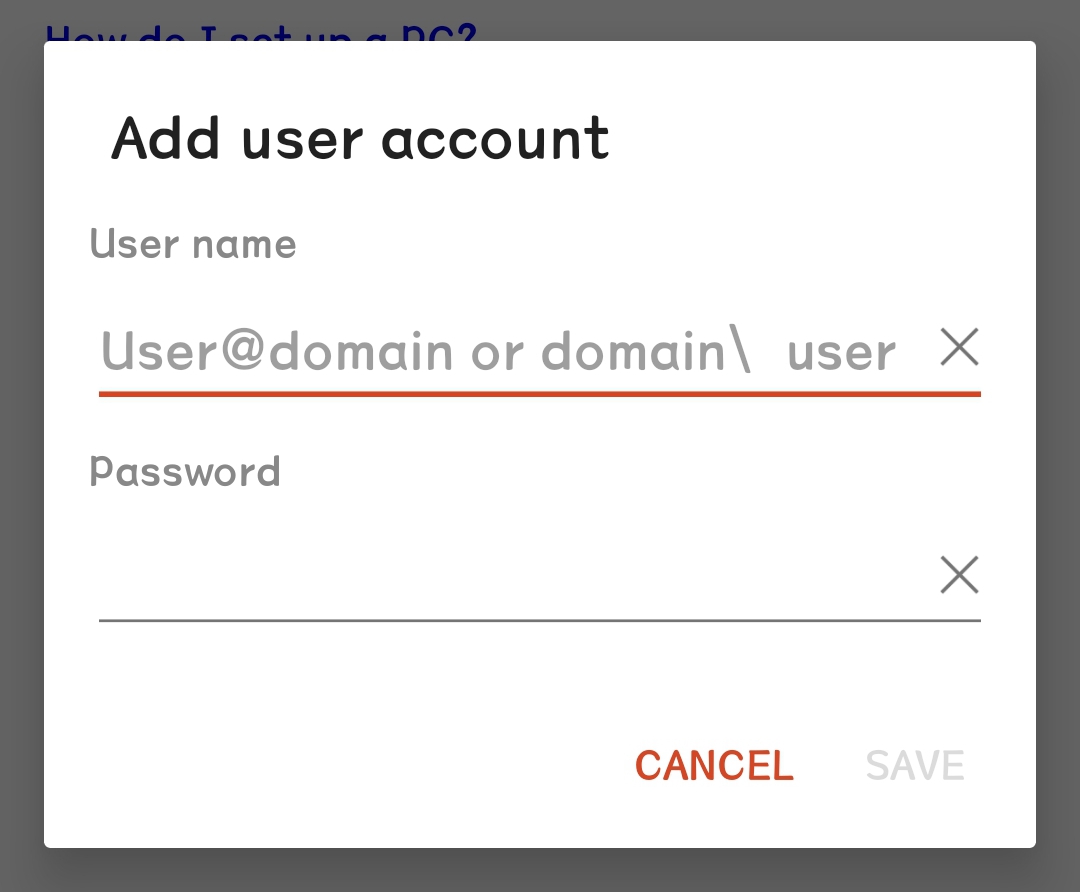 How do I set up a PC?
Add user account
User name
User@domain or domain\ user
Password
CANCEL SAVE